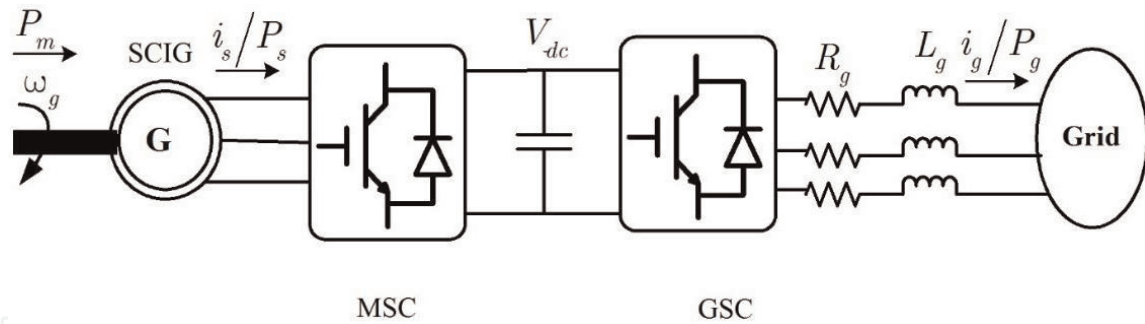 P_m
SCIG
i_s/P_s
V_dc
R_g
L_g
i_g/P_g
ω_g
G
Grid
MSC
GSC